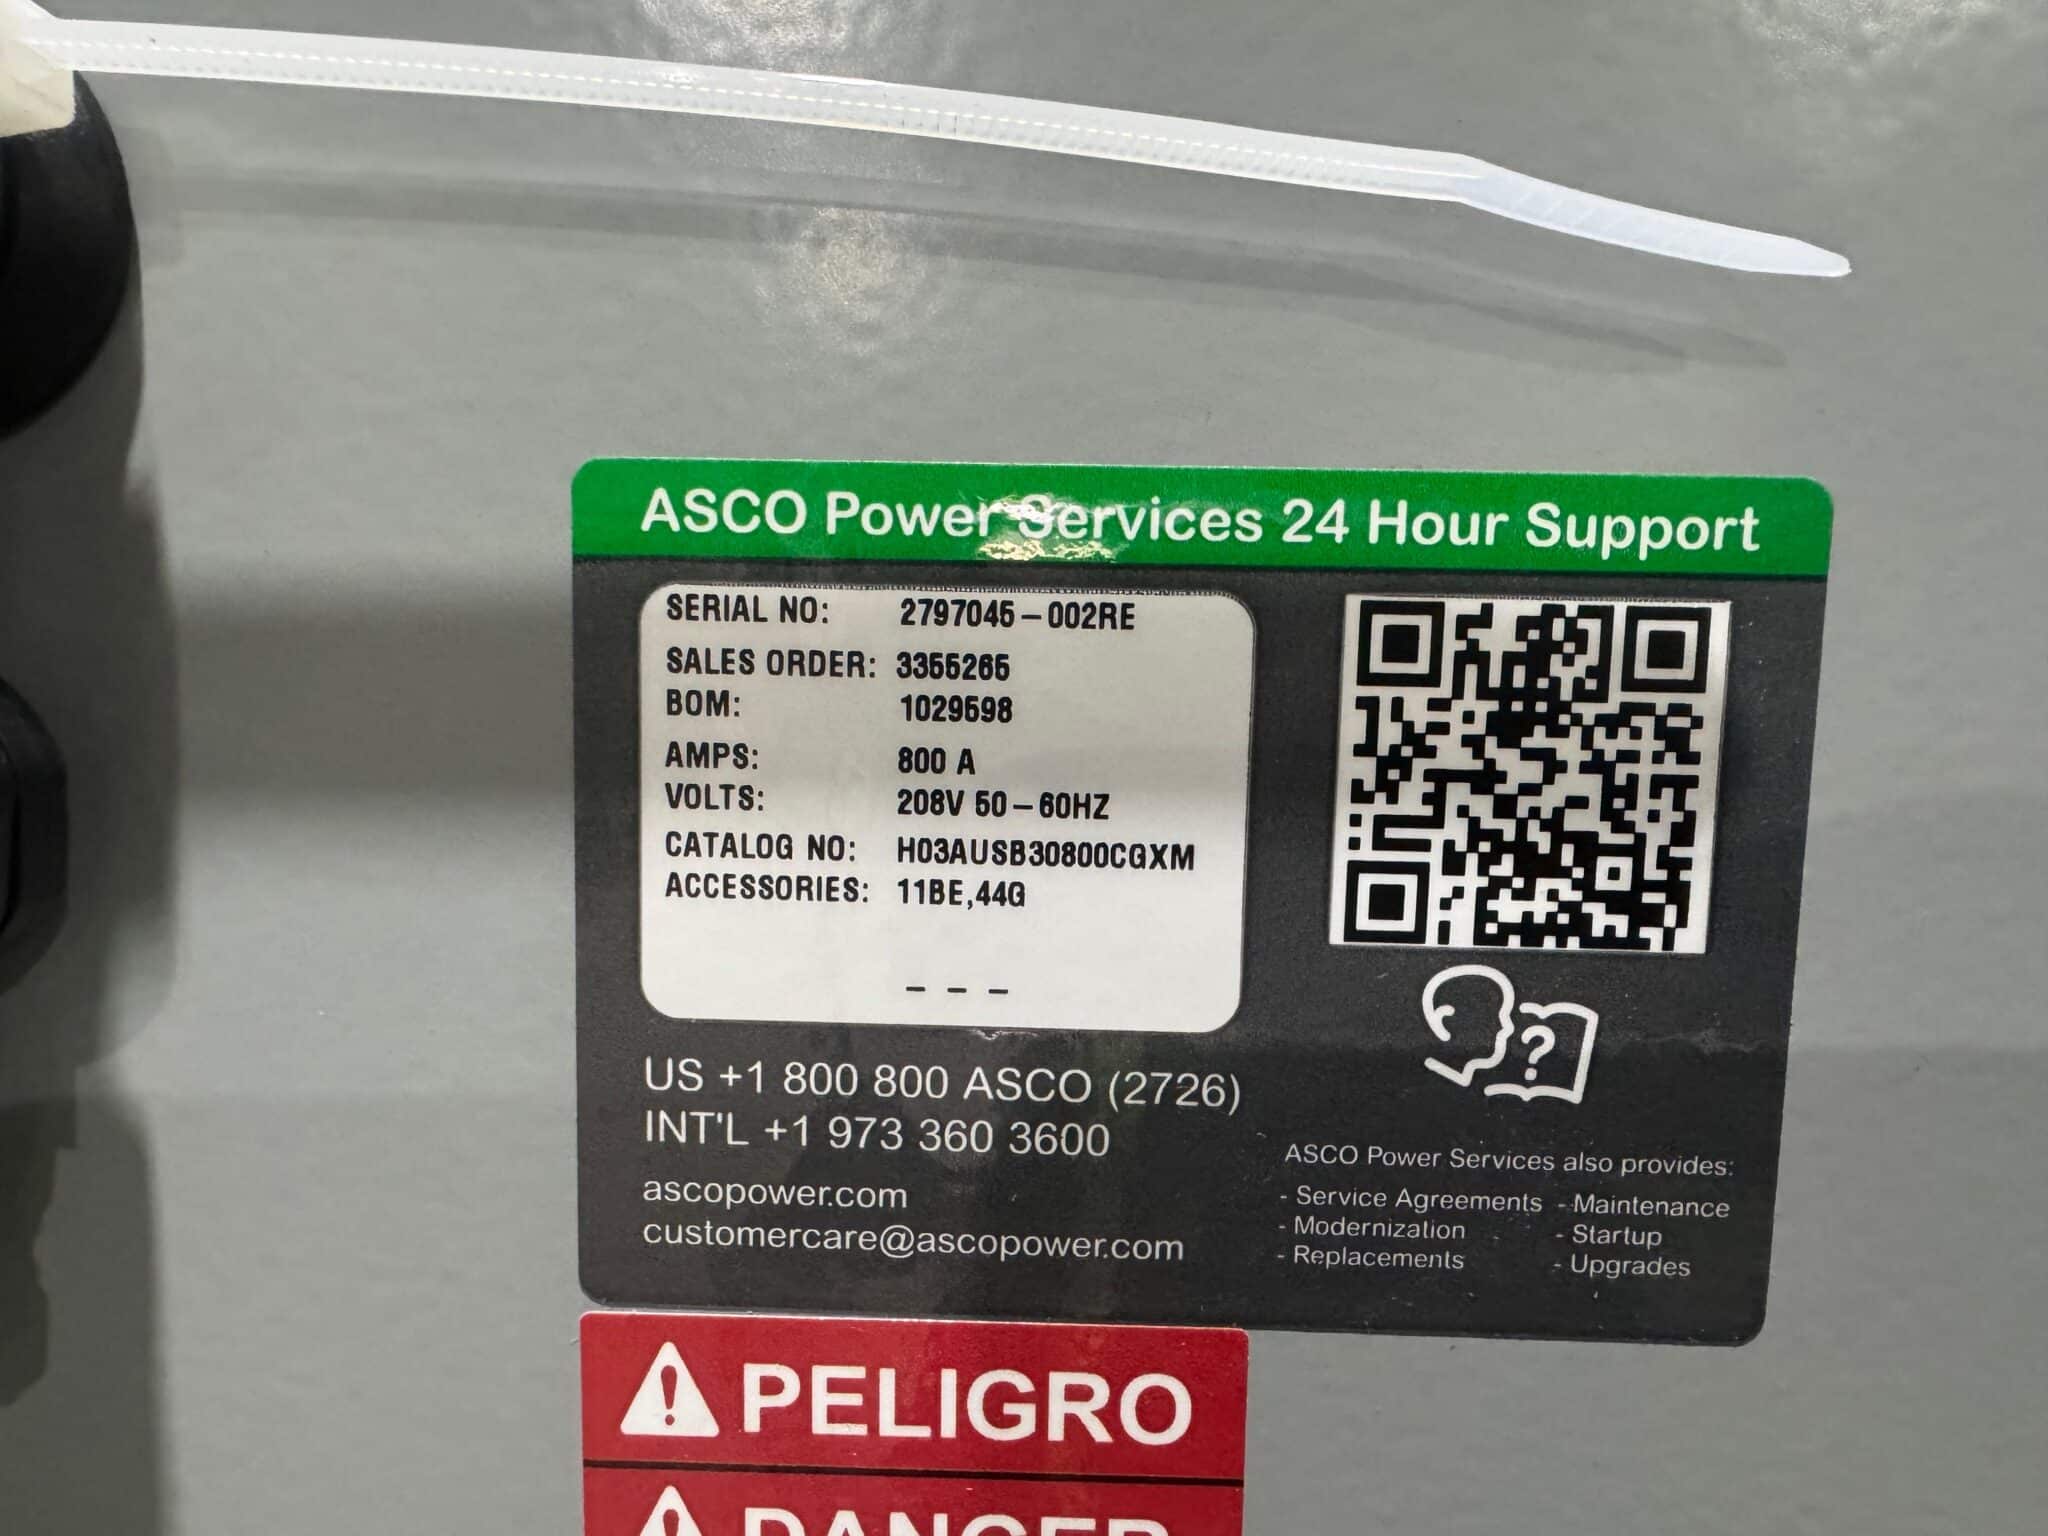 ASCO Power Services 24 Hour Support
SERIAL NO: 2797045-002RE
SALES ORDER: 3355265
BOM: 1029598
AMPS: 800 A
VOLTS: 208V 50-60HZ
CATALOG NO: H03AUSB30800CGXM
ACCESSORIES: 11BE,44G
- - -
US +1 800 800 ASCO (2726)
INT'L +1 973 360 3600
ascopower.com
customercare@ascopower.com
?
ASCO Power Services also provides:
- Service Agreements - Maintenance
- Modernization - Startup
- Replacements - Upgrades
PELIGRO
DANGER